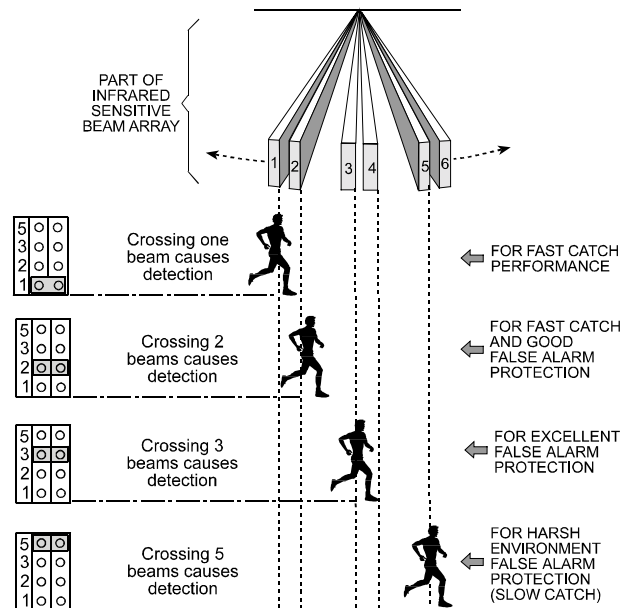 PART OF
INFRARED
SENSITIVE
BEAM ARRAY
1
2
3
4
5
6
5
3
2
1
Crossing one
beam causes
detection
FOR FAST CATCH
PERFORMANCE
5
3
2
1
Crossing 2
beams causes
detection
FOR FAST CATCH
AND GOOD
FALSE ALARM
PROTECTION
5
3
2
1
Crossing 3
beams causes
detection
FOR EXCELLENT
FALSE ALARM
PROTECTION
5
3
2
1
Crossing 5
beams causes
detection
FOR HARSH
ENVIRONMENT
FALSE ALARM
PROTECTION
(SLOW CATCH)